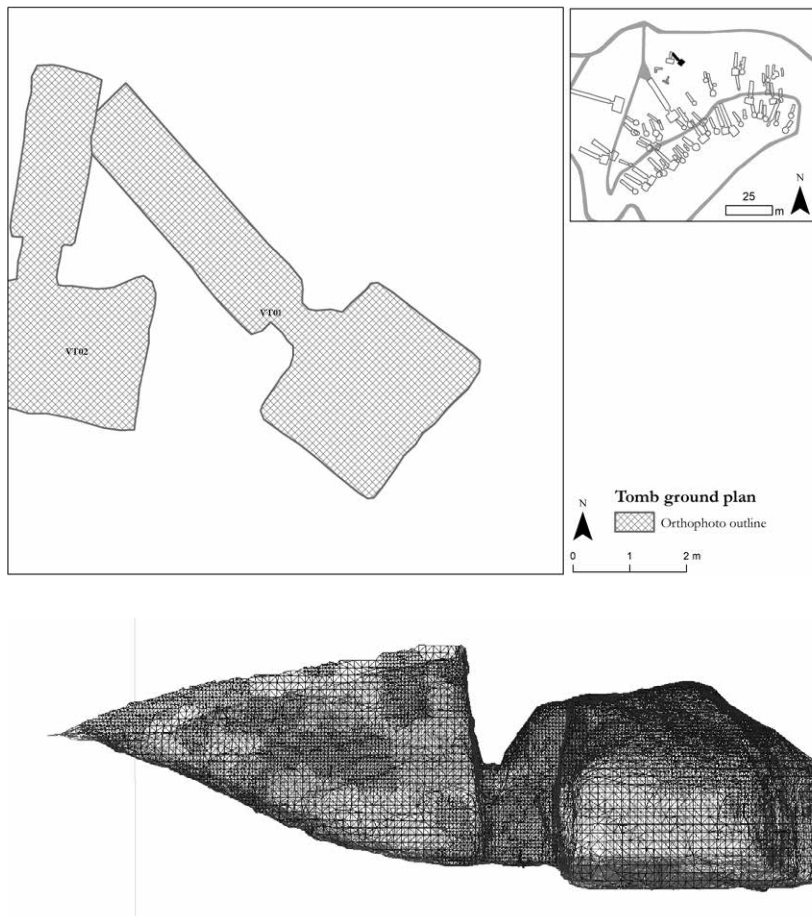 VT01
VT02
25
m
N
Tomb ground plan
N
Orthophoto outline
0 1 2 m